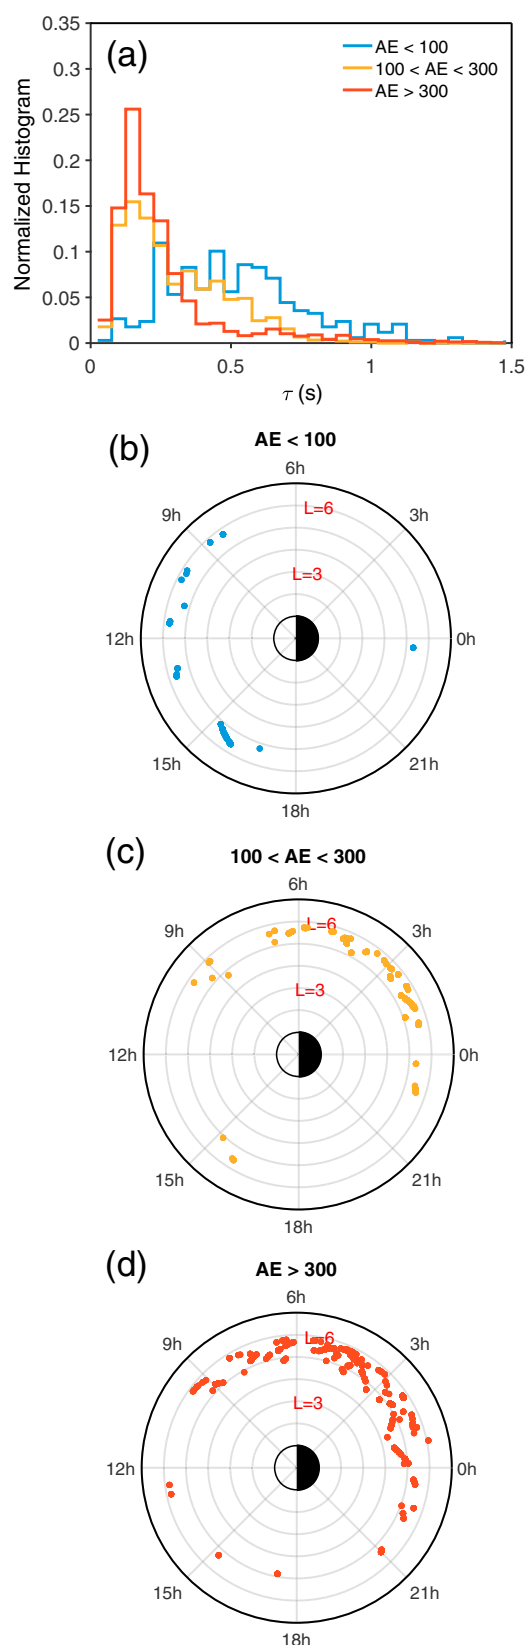 0.35
(a)
AE < 100
0.3
100 < AE < 300
AE > 300
0.25
0.2
0.15
0.1
0.05
0
Normalized Histogram
0 0.5 1 1.5
τ (s)
(b)
AE < 100
6h
9h L=6 3h
L=3
12h 0h
15h 21h
18h
(c)
100 < AE < 300
6h
9h L=6 3h
L=3
12h 0h
15h 21h
18h
(d)
AE > 300
6h
9h L=6 3h
L=3
12h 0h
15h 21h
18h